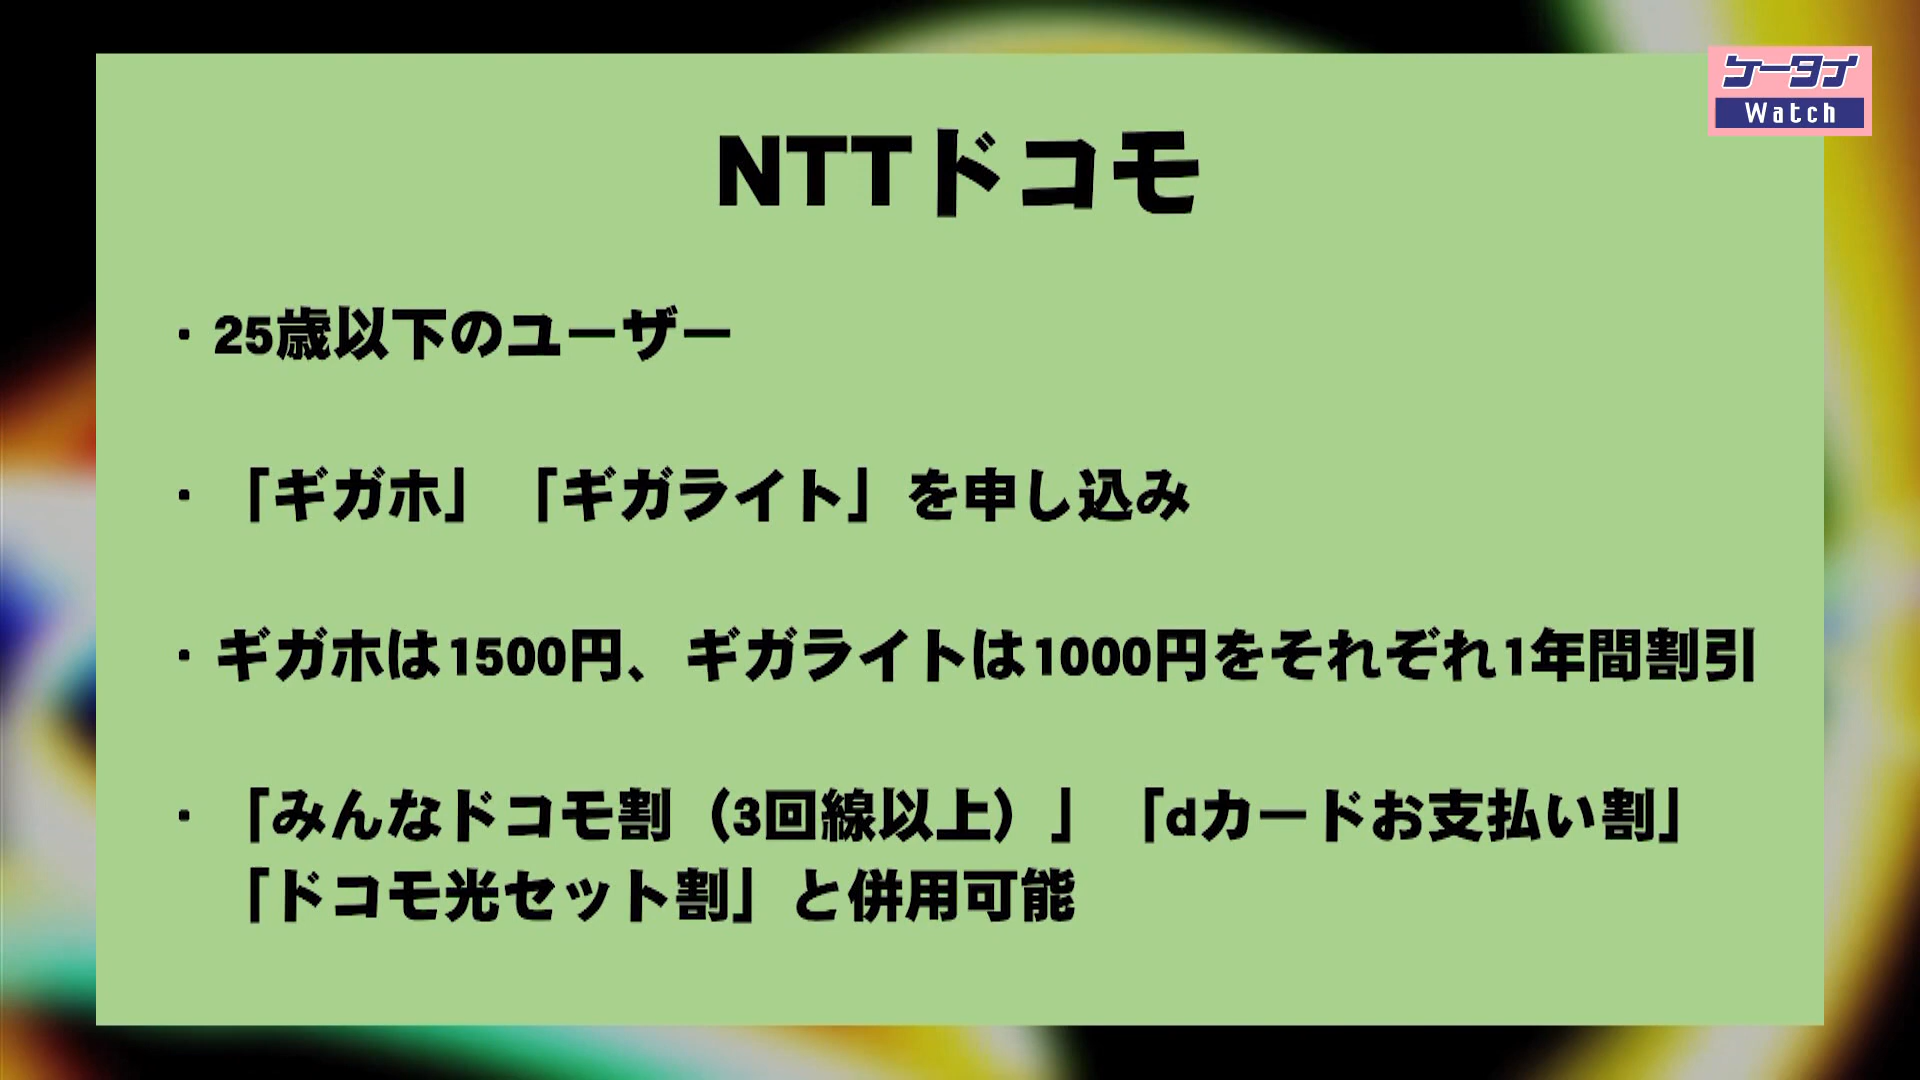 ケータイ
Watch
NTTドコモ
・25歳以下のユーザー
・「ギガホ」「ギガライト」を申し込み
・ギガホは1500円、ギガライトは1000円をそれぞれ1年間割引
・「みんなドコモ割（3回線以上）」「dカードお支払い割」
「ドコモ光セット割」と併用可能